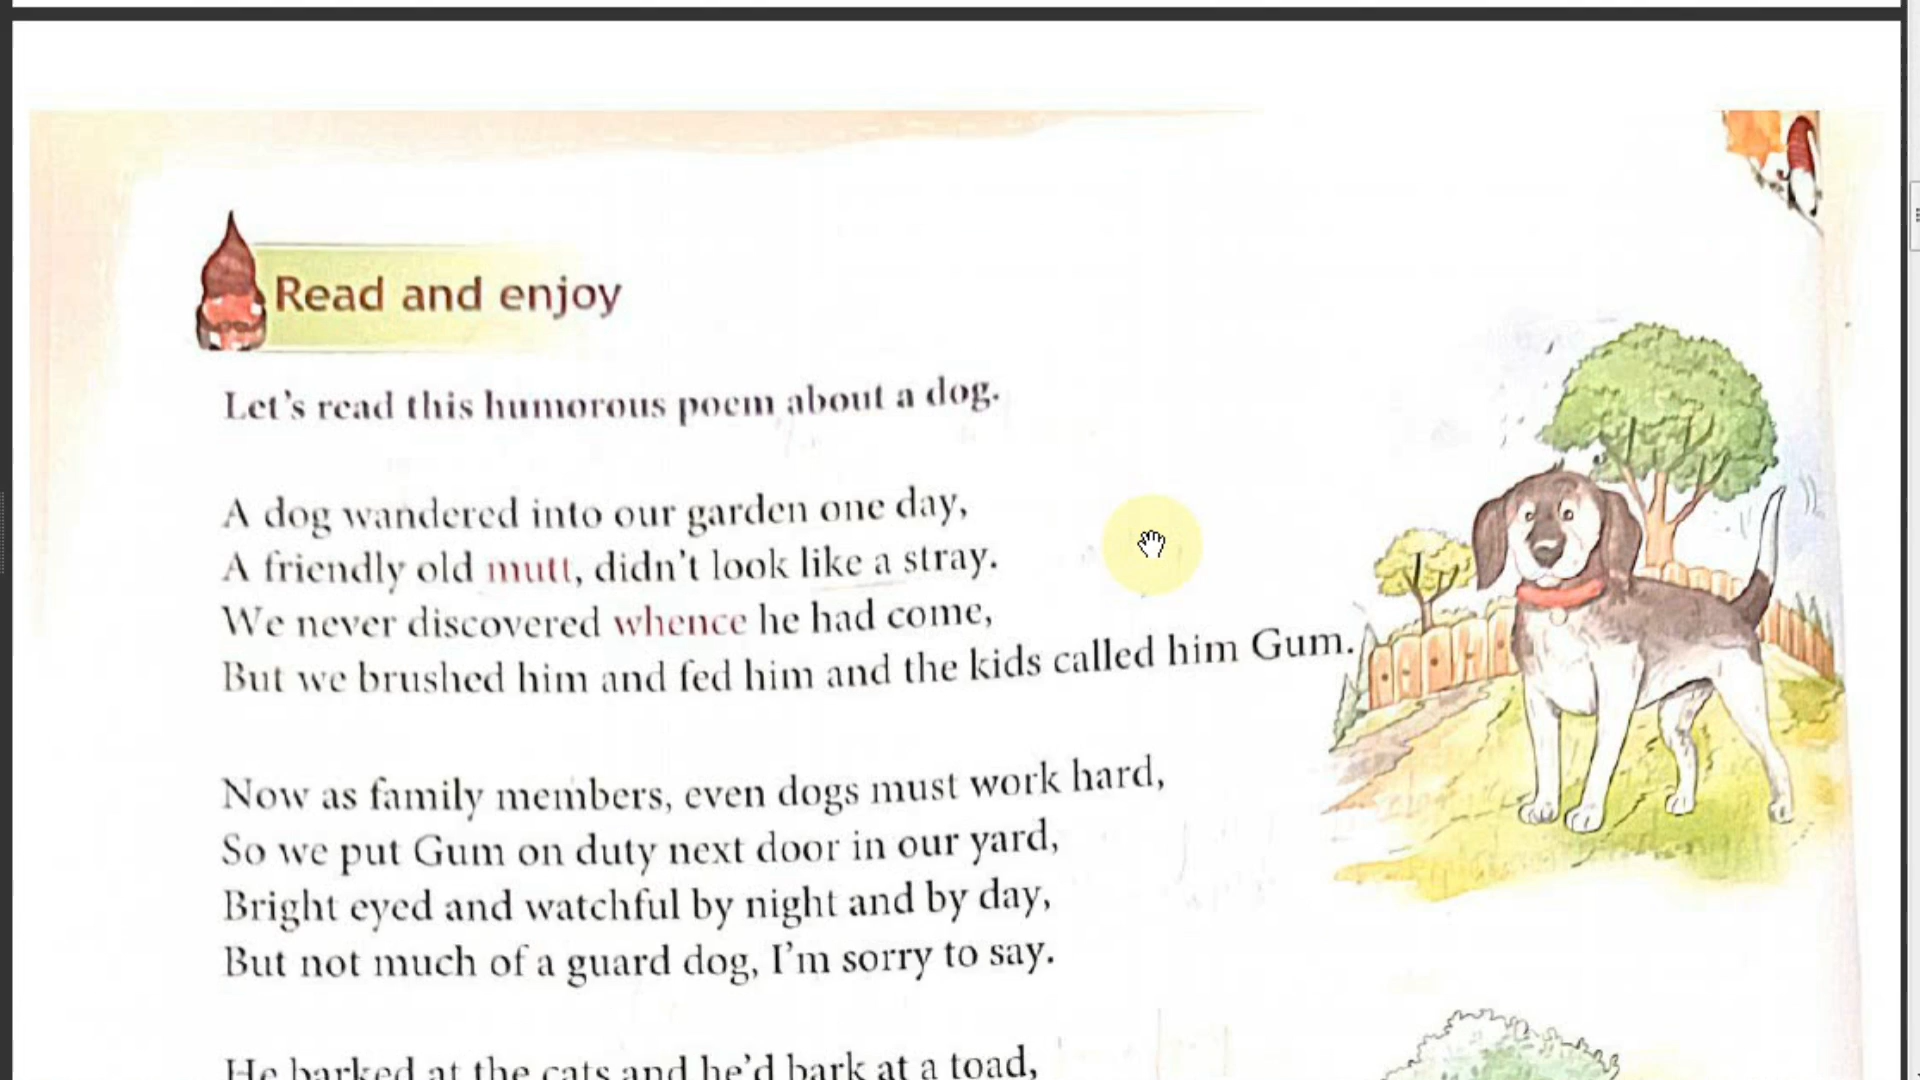 Read and enjoy
Let's read this humorous poem about a dog.
A dog wandered into our garden one day,
A friendly old mutt, didn't look like a stray.
We never discovered whence he had come,
But we brushed him and fed him and the kids called him Gum.
Now as family members, even dogs must work hard,
So we put Gum on duty next door in our yard,
Bright eyed and watchful by night and by day,
But not much of a guard dog, I'm sorry to say.
He barked at the cats and he'd bark at a toad,